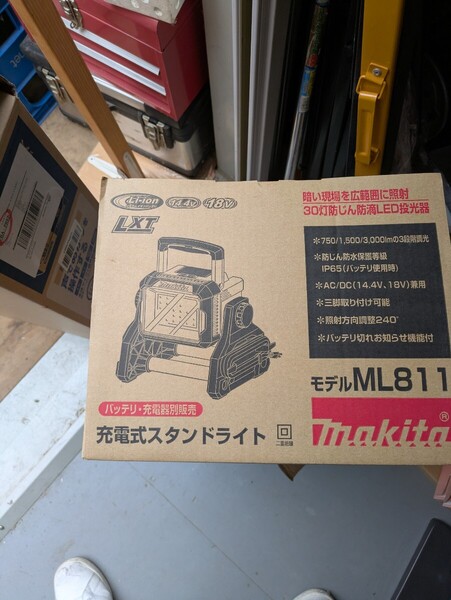 Li-ion 14.4V 18V
LXT
暗い現場を広範囲に照射
30灯防じん防滴LED投光器
＊750/1,500/3,000lmの3段階調光
＊防じん防水保護等級
IP65(バッテリ使用時)
＊AC/DC(14.4V、18V)兼用
＊三脚取り付け可能
＊照射方向調整240°
＊バッテリ切れお知らせ機能付
makita
モデルML811
バッテリ・充電器別販売
充電式スタンドライト
二重絶縁
makita®